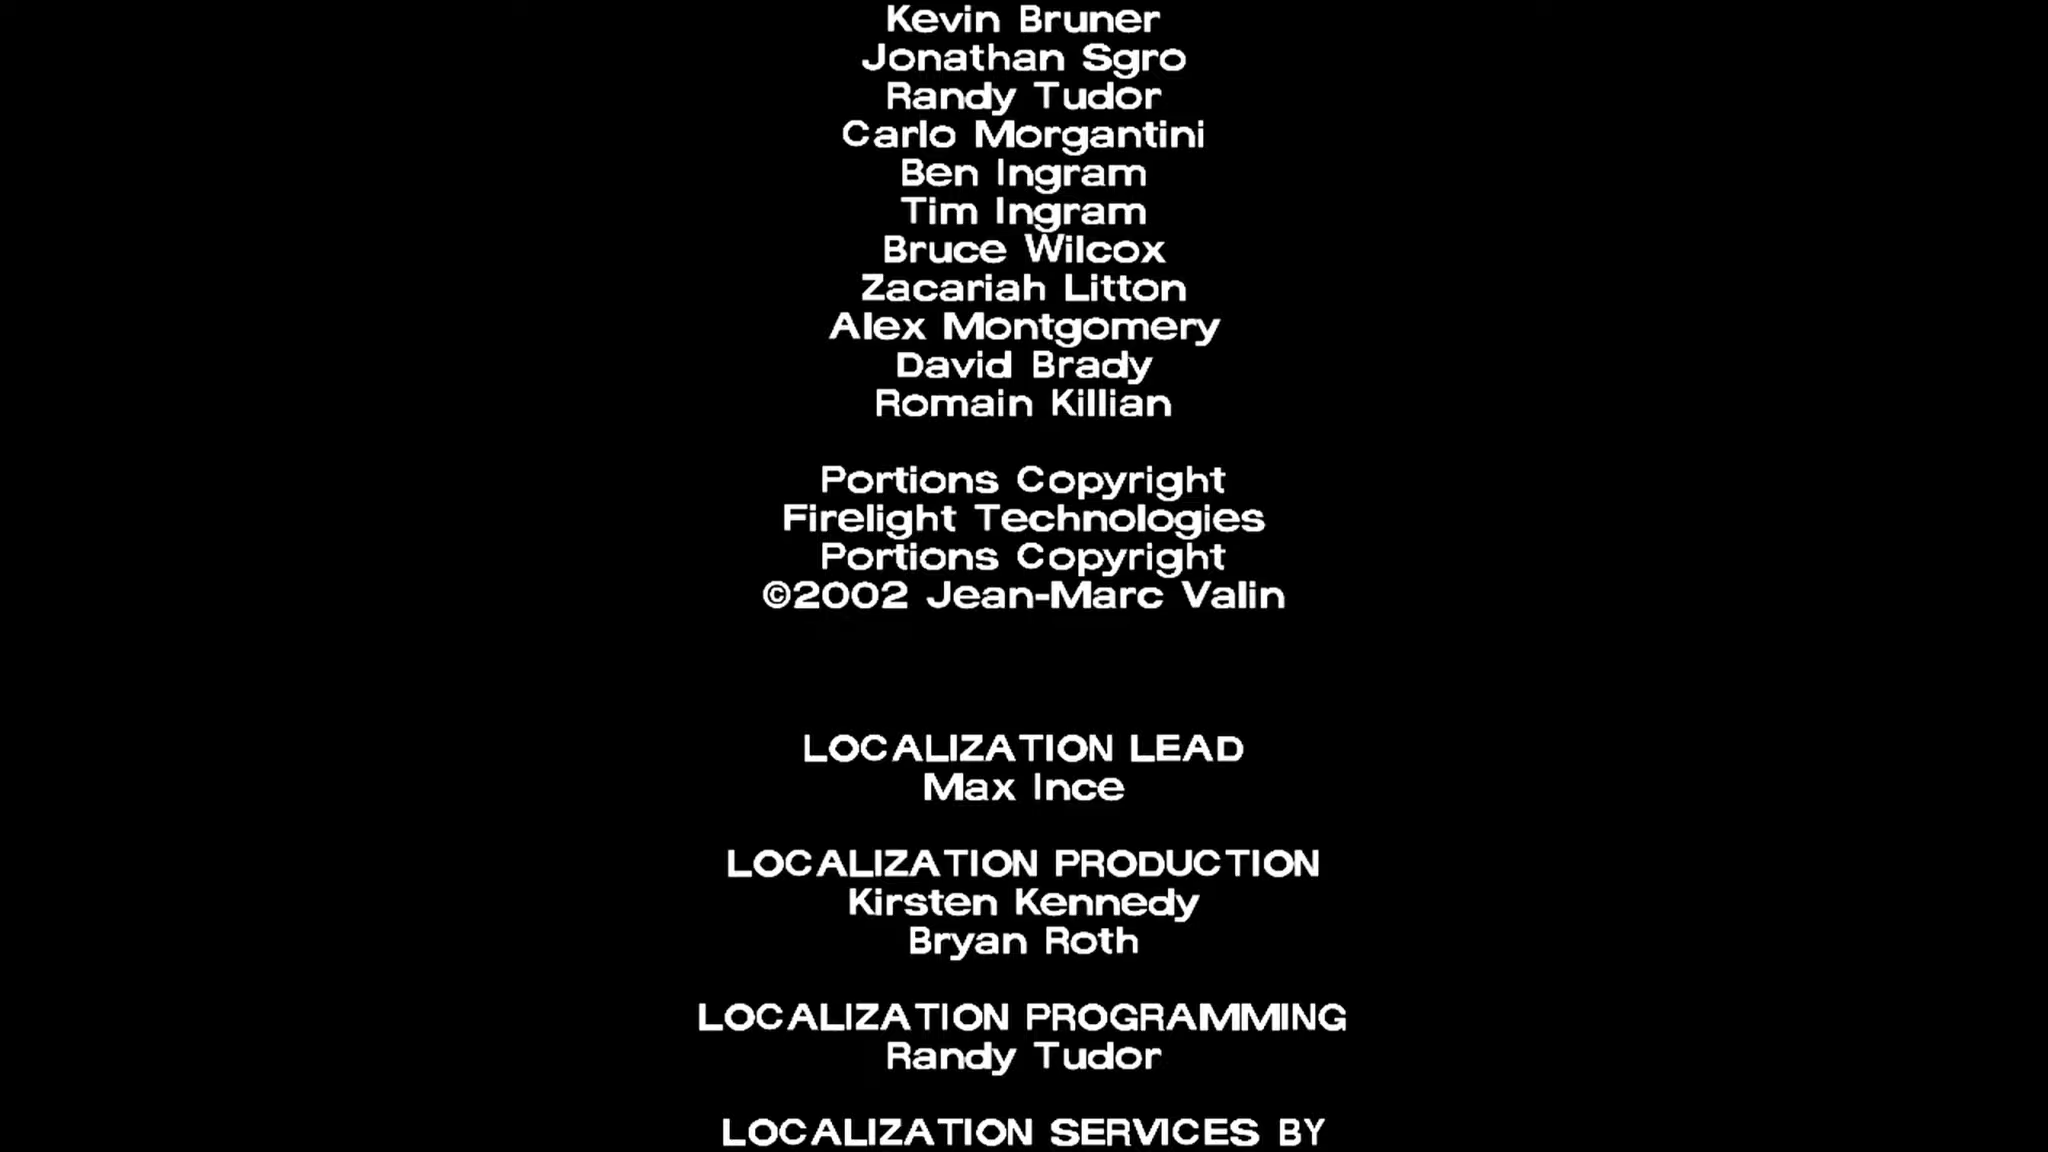 Kevin Bruner
Jonathan Sgro
Randy Tudor
Carlo Morgantini
Ben Ingram
Tim Ingram
Bruce Wilcox
Zacariah Litton
Alex Montgomery
David Brady
Romain Killian
Portions Copyright
Firelight Technologies
Portions Copyright
©2002 Jean-Marc Valin
LOCALIZATION LEAD
Max Ince
LOCALIZATION PRODUCTION
Kirsten Kennedy
Bryan Roth
LOCALIZATION PROGRAMMING
Randy Tudor
LOCALIZATION SERVICES BY